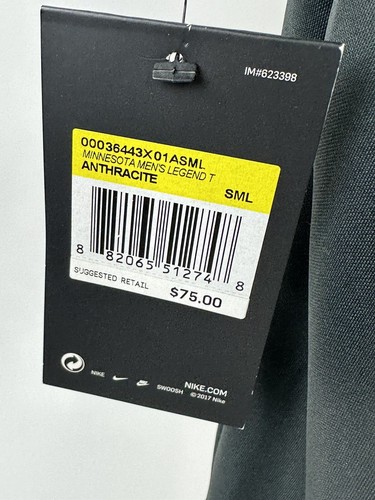 IM#623398
00036443X01ASML
MINNESOTA MEN'S LEGEND T
ANTHRACITE
SML
8 82065 51274 8
SUGGESTED RETAIL $75.00
NIKE SWOOSH NIKE.COM
©2017 Nike